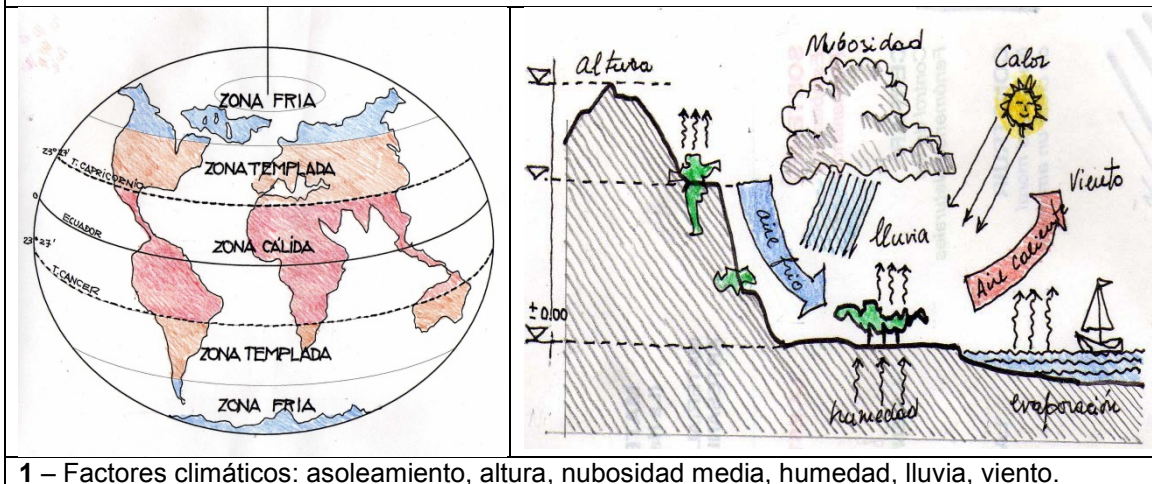 ZONA FRIA
ZONA TEMPLADA
23°27'
T. CAPRICORNIO
0
ECUADOR
ZONA CÁLIDA
23°27'
T. CANCER
ZONA TEMPLADA
ZONA FRIA
Altura
Nubosidad
Calor
Viento
aire frio
lluvia
Aire caliente
± 0.00
humedad
evaporación
1 – Factores climáticos: asoleamiento, altura, nubosidad media, humedad, lluvia, viento.